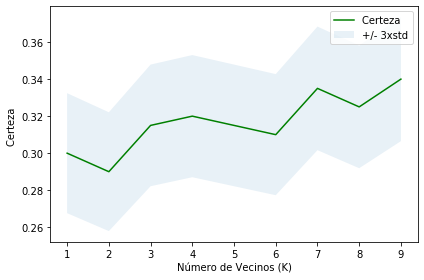 Certeza
+/- 3xstd
0.36
0.34
0.32
0.30
0.28
0.26
Certeza
1 2 3 4 5 6 7 8 9
Número de Vecinos (K)